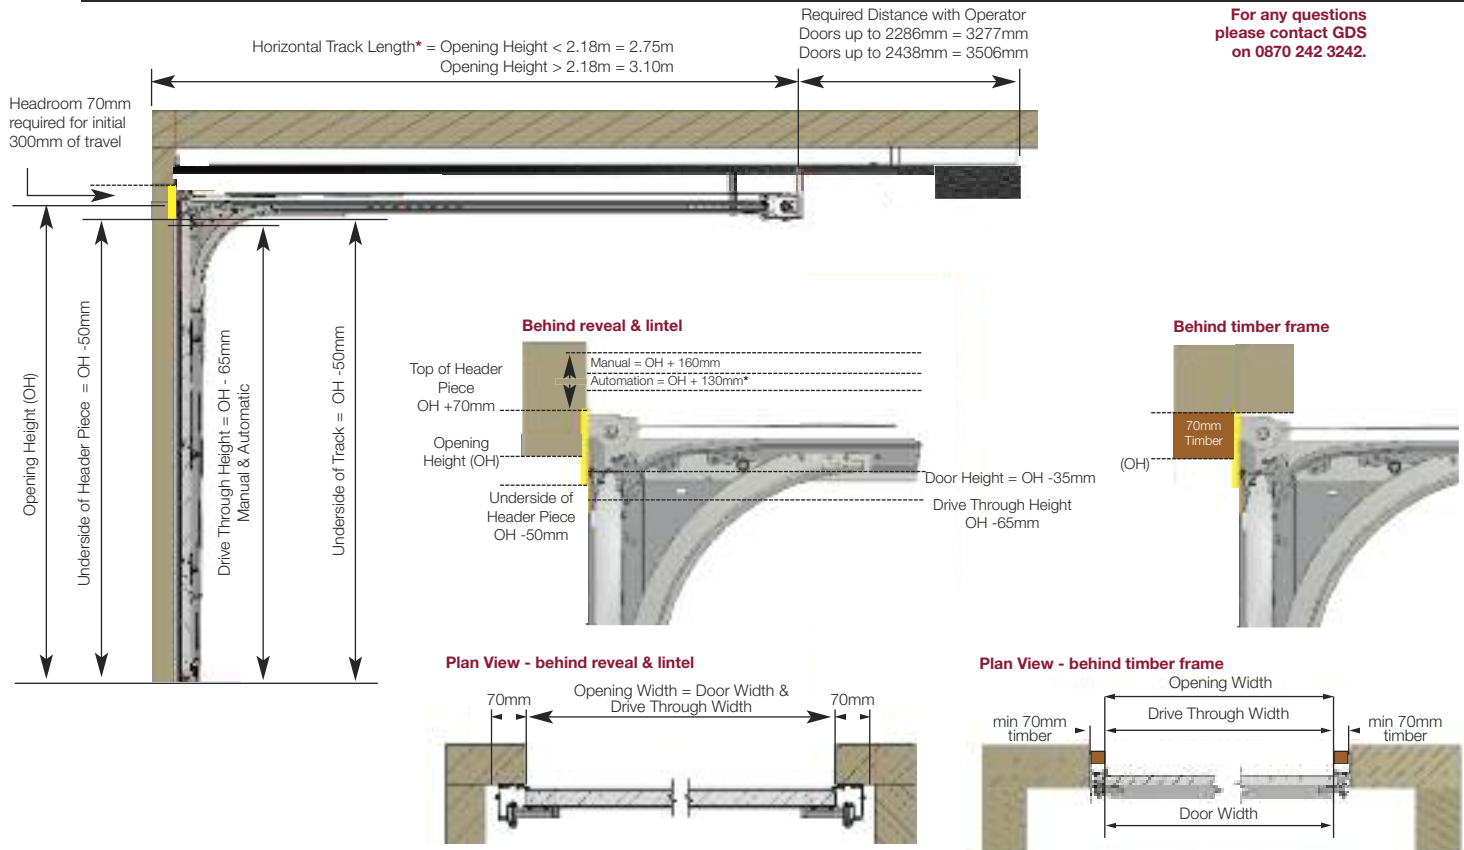 Required Distance with Operator
Doors up to 2286mm = 3277mm
Doors up to 2438mm = 3506mm
For any questions
please contact GDS
on 0870 242 3242.
Horizontal Track Length* = Opening Height < 2.18m = 2.75m
Opening Height > 2.18m = 3.10m
Headroom 70mm
required for initial
300mm of travel
Opening Height (OH)
Underside of Header Piece = OH -50mm
Drive Through Height = OH - 65mm
Manual & Automatic
Underside of Track = OH -50mm
Behind reveal & lintel
Top of Header
Piece
OH +70mm
Manual = OH + 160mm
Automation = OH + 130mm*
Opening
Height (OH)
Underside of
Header Piece
OH -50mm
Door Height = OH -35mm
Drive Through Height
OH -65mm
Behind timber frame
70mm
Timber
(OH)
Plan View - behind reveal & lintel
70mm
Opening Width = Door Width &
Drive Through Width
70mm
Plan View - behind timber frame
Opening Width
min 70mm
timber
Drive Through Width
min 70mm
timber
Door Width